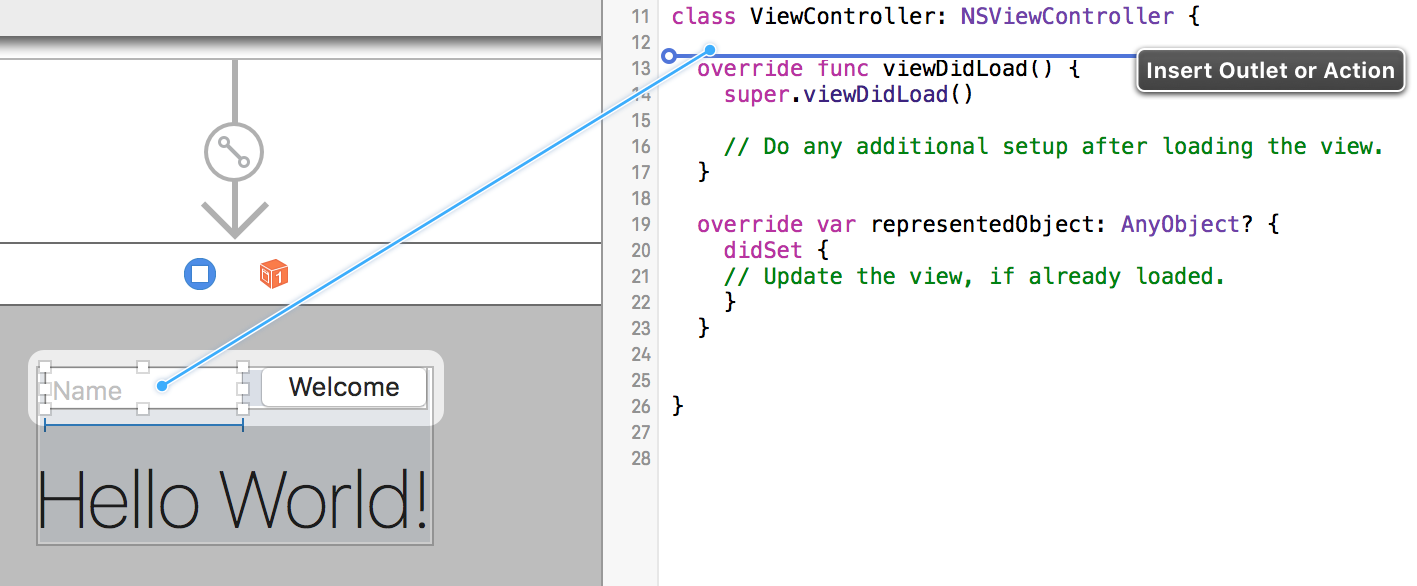 11 class ViewController: NSViewController {
12
13 override func viewDidLoad() {
Insert Outlet or Action
14 super.viewDidLoad()
15
16 // Do any additional setup after loading the view.
17 }
18
19 override var representedObject: AnyObject? {
20 didSet {
21 // Update the view, if already loaded.
22 }
23 }
24
25
26 }
27
28
1
Name
Welcome
Hello World!